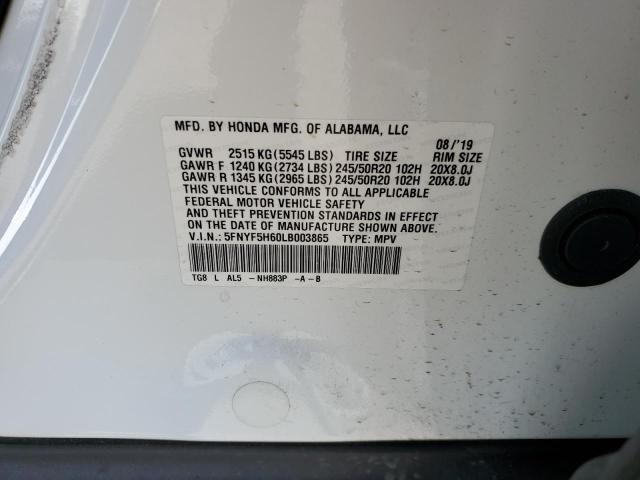 MFD. BY HONDA MFG. OF ALABAMA, LLC 08/'19
GVWR 2515 KG (5545 LBS) TIRE SIZE RIM SIZE
GAWR F 1240 KG (2734 LBS) 245/50R20 102H 20X8.0J
GAWR R 1345 KG (2965 LBS) 245/50R20 102H 20X8.0J
THIS VEHICLE CONFORMS TO ALL APPLICABLE
FEDERAL MOTOR VEHICLE SAFETY
AND THEFT PREVENTION STANDARDS IN EFFECT
ON THE DATE OF MANUFACTURE SHOWN ABOVE.
V.I.N.: 5FNYF5H60LB003865 TYPE: MPV
TG8 L AL5 - NH883P -A - B